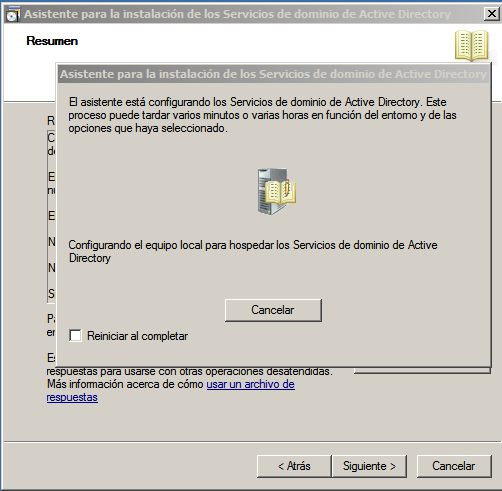 Asistente para la instalación de los Servicios de dominio de Active Directory
Resumen
Asistente para la instalación de los Servicios de dominio de Active Directory
El asistente está configurando los Servicios de dominio de Active Directory. Este
proceso puede tardar varios minutos o varias horas en función del entorno y de las
opciones que haya seleccionado.
Configurando el equipo local para hospedar los Servicios de dominio de Active
Directory
Cancelar
Reiniciar al completar
respuestas para usarse con otras operaciones desatendidas.
Más información acerca de cómo usar un archivo de
respuestas
< Atrás
Siguiente >
Cancelar